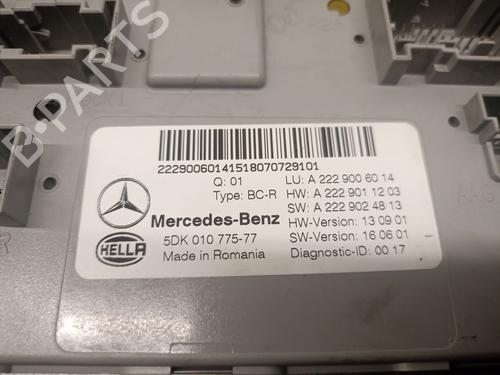 22290060141518070729101
Q: 01 LU: A 222 900 60 14
Type: BC-R HW: A 222 901 12 03
SW: A 222 902 48 13
Mercedes-Benz HW-Version: 13 09 01
HELLA 5DK 010 775-77 SW-Version: 16 06 01
Made in Romania Diagnostic-ID: 00 17
B-PARTS